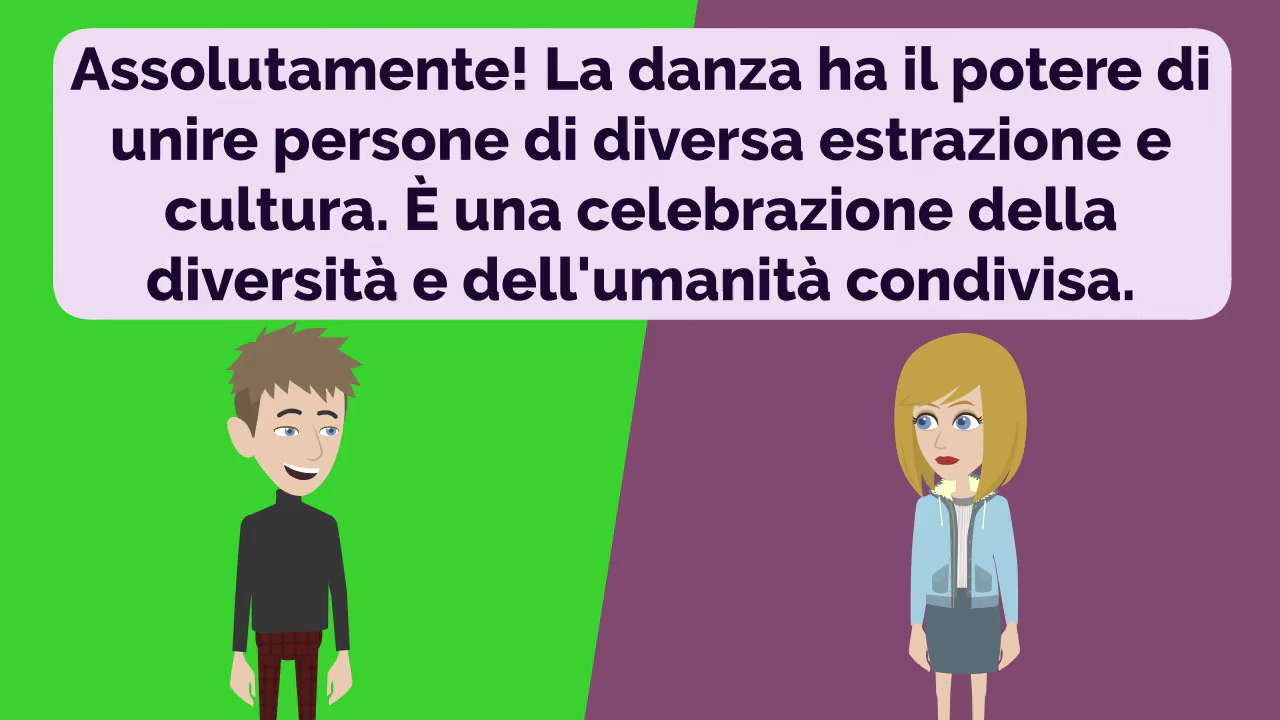 Assolutamente! La danza ha il potere di
unire persone di diversa estrazione e
cultura. È una celebrazione della
diversità e dell'umanità condivisa.